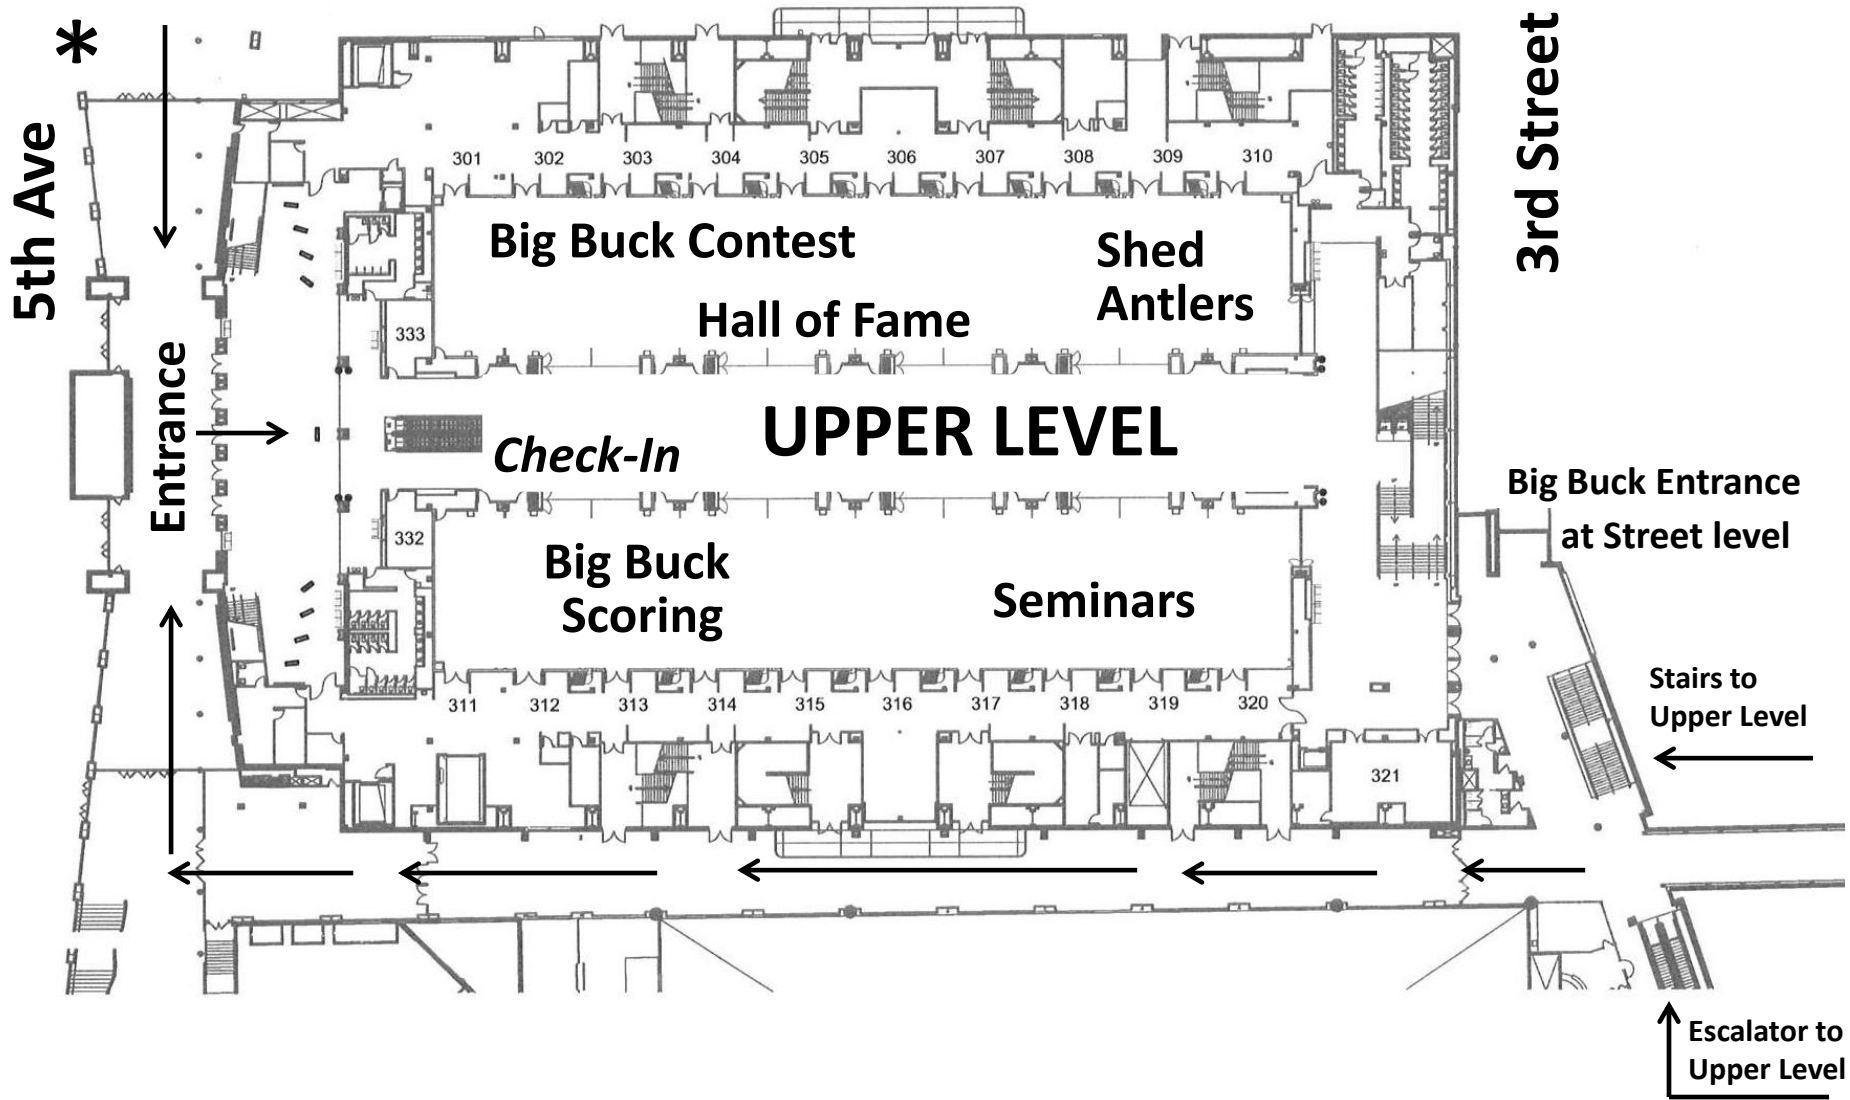 *
5th Ave
3rd Street
301 302 303 304 305 306 307 308 309 310
Big Buck Contest
Shed
Antlers
Hall of Fame
333
Entrance
UPPER LEVEL
Check-In
332
Big Buck
Scoring
Seminars
Big Buck Entrance
at Street level
311 312 313 314 315 316 317 318 319 320
321
Stairs to
Upper Level
Escalator to
Upper Level